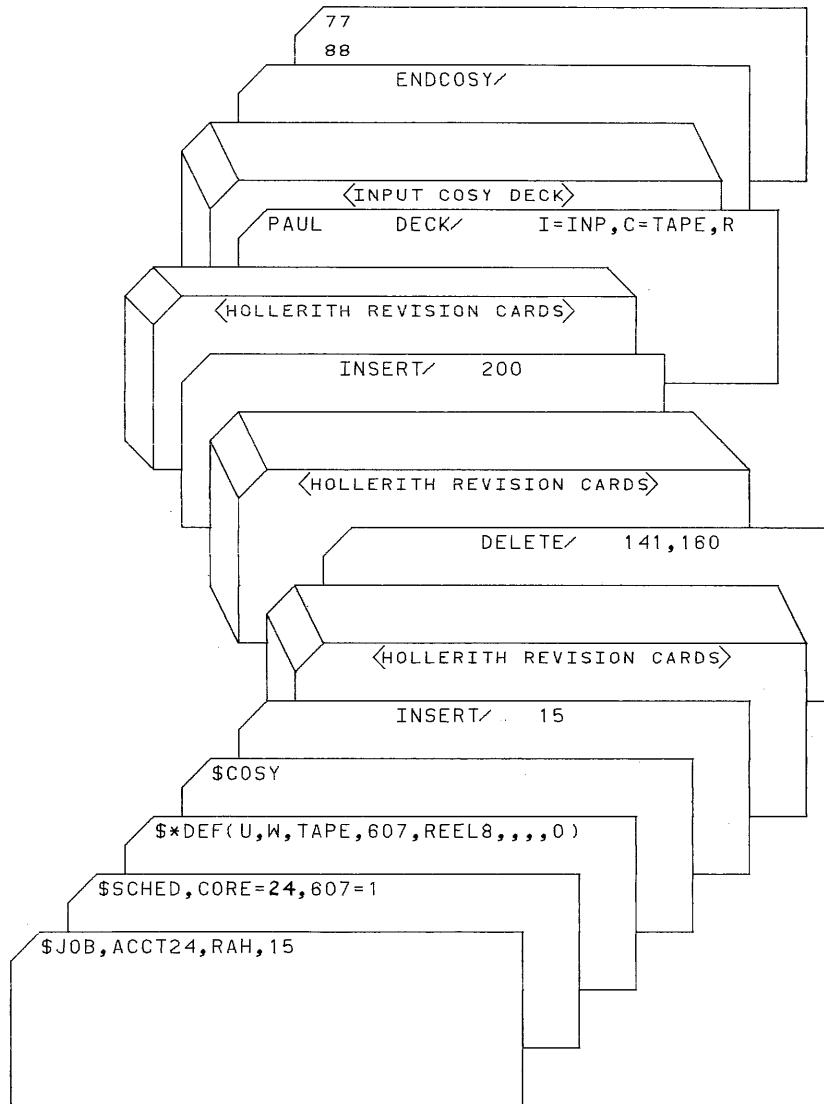 77
88
ENDCOSY/
<INPUT COSY DECK>
PAUL DECK/ I=INP,C=TAPE,R
<HOLLERITH REVISION CARDS>
INSERT/ 200
<HOLLERITH REVISION CARDS>
DELETE/ 141,160
<HOLLERITH REVISION CARDS>
INSERT/ 15
$COSY
$*DEF(U,W,TAPE,607,REEL8,,,,O)
$SCHED,CORE=24,607=1
$JOB,ACCT24,RAH,15